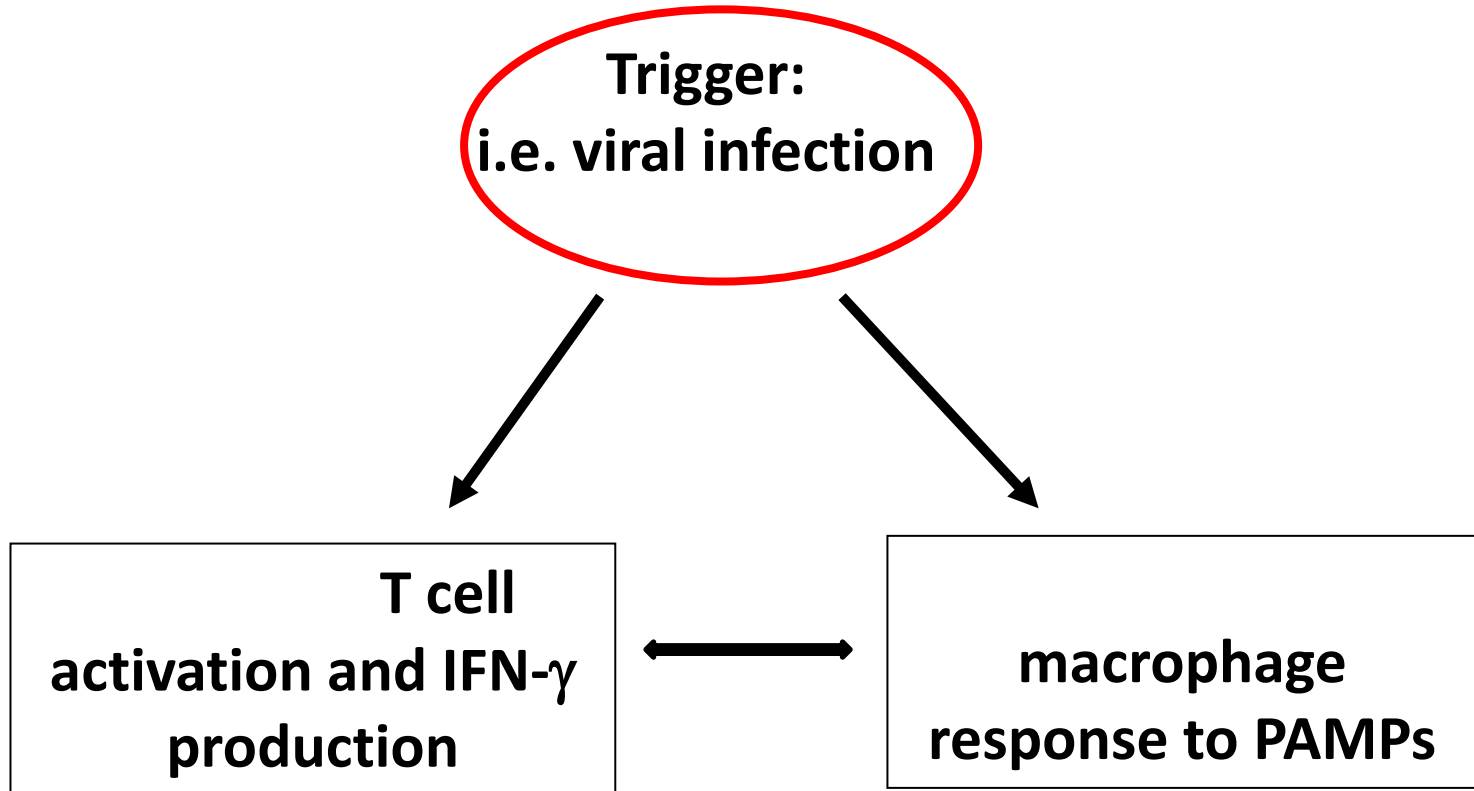 Trigger:
i.e. viral infection
T cell
activation and IFN-γ
production
macrophage
response to PAMPs